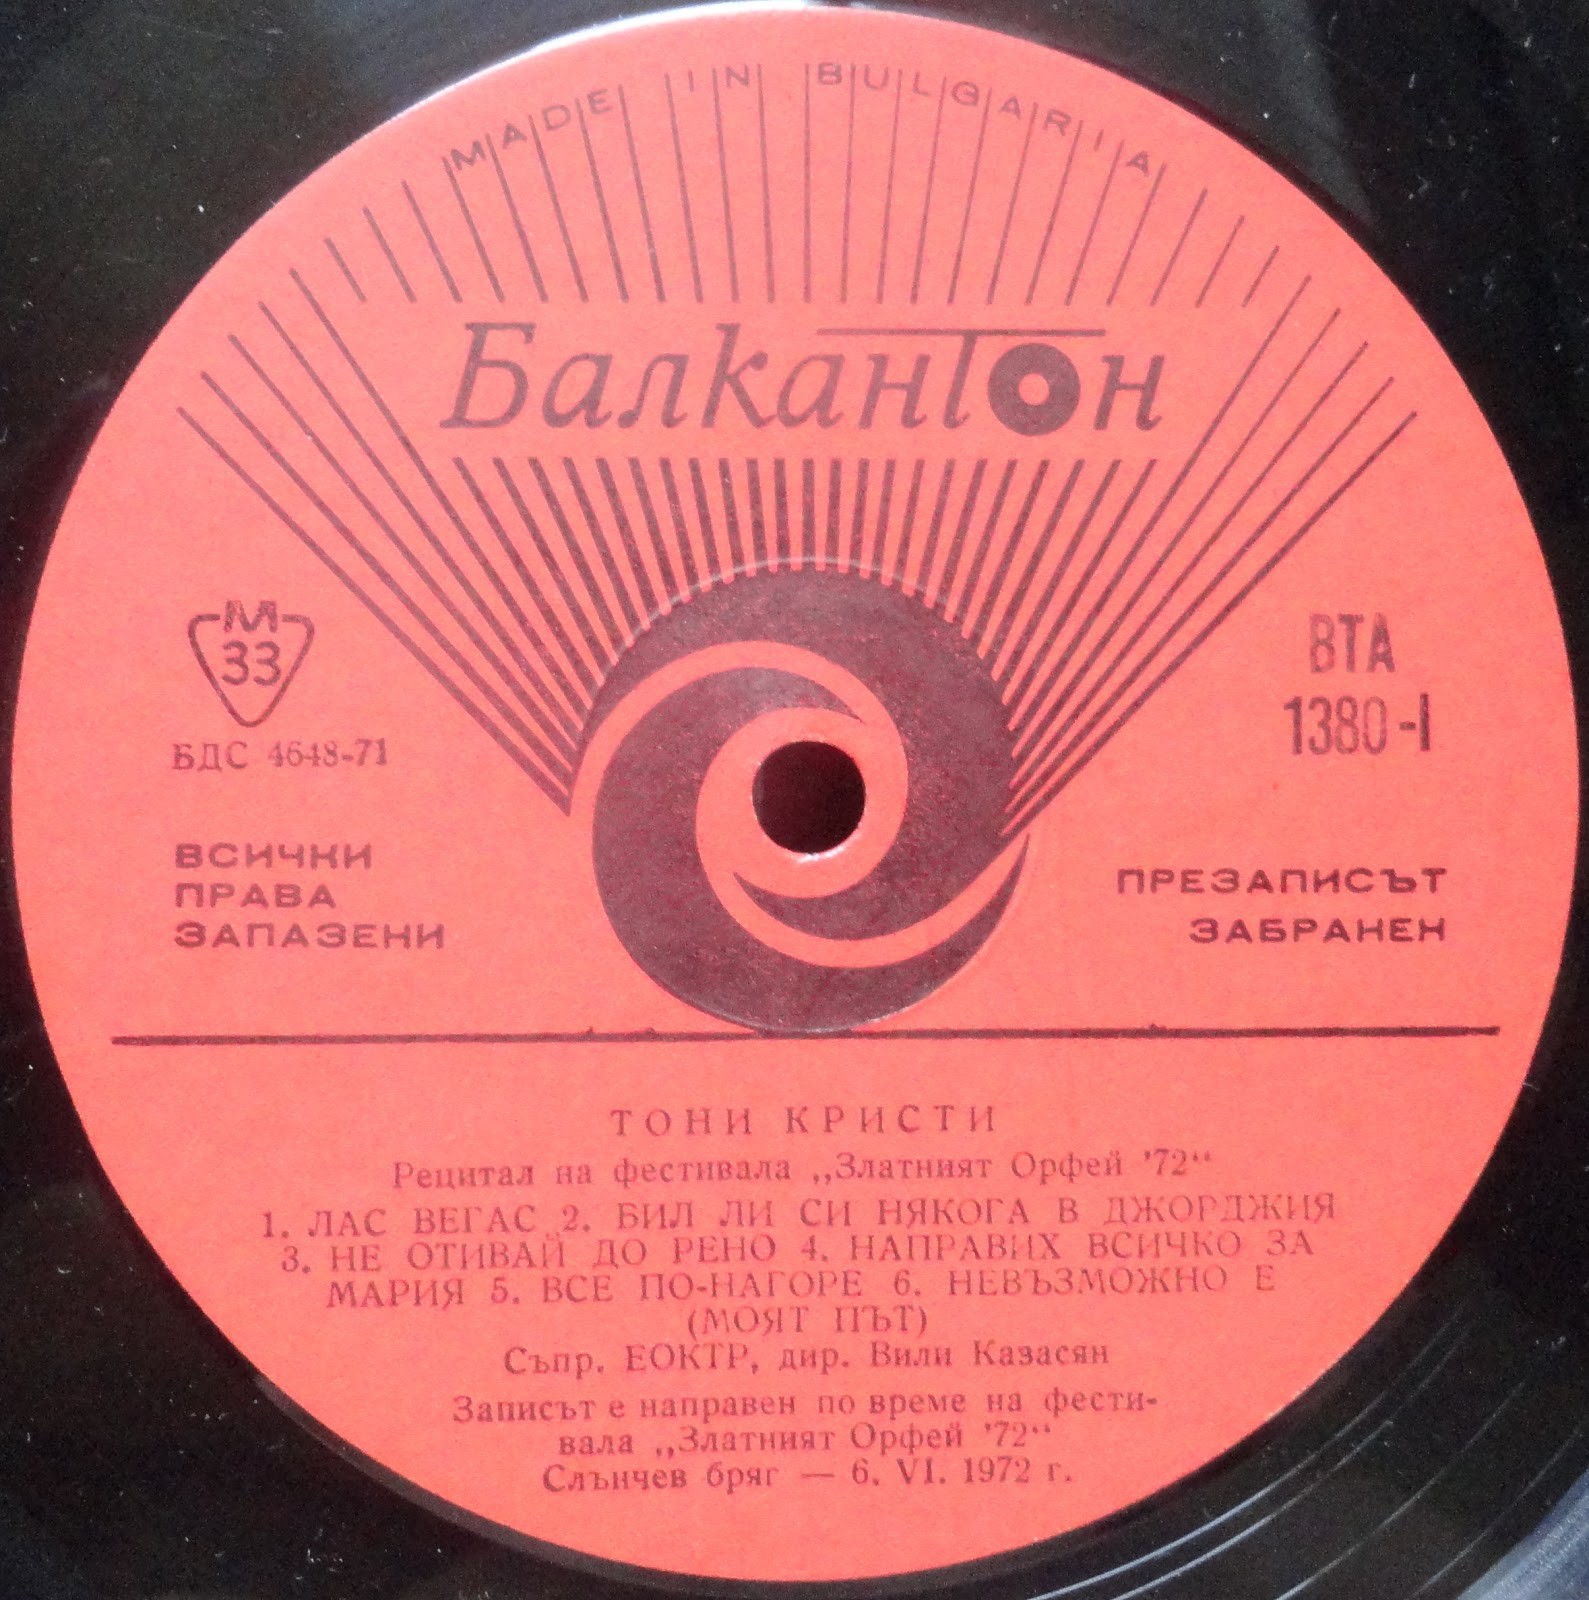 MADE IN BULGARIA
Балкантон
М
33
БДС 4648-71
ВТА
1380-I
ВСИЧКИ
ПРАВА
ЗАПАЗЕНИ
ПРЕЗАПИСЪТ
ЗАБРАНЕН
ТОНИ КРИСТИ
Рецитал на фестивала „Златният Орфей '72“
1. ЛАС ВЕГАС 2. БИЛ ЛИ СИ НЯКОГА В ДЖОРДЖИЯ
3. НЕ ОТИВАЙ ДО РЕНО 4. НАПРАВИХ ВСИЧКО ЗА
МАРИЯ 5. ВСЕ ПО-НАГОРЕ 6. НЕВЪЗМОЖНО Е
(МОЯТ ПЪТ)
Съпр. ЕОКТР, дир. Вили Казасян
Записът е направен по време на фести-
вала „Златният Орфей '72“
Слънчев бряг — 6. VI. 1972 г.